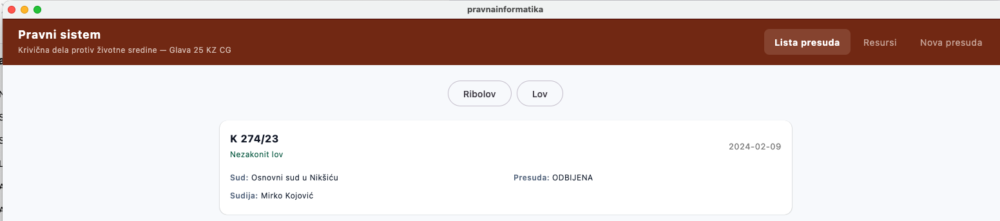 pravnainformatika
Pravni sistem
Krivična dela protiv životne sredine — Glava 25 KZ CG
Lista presuda
Resursi
Nova presuda
Ribolov
Lov
K 274/23
Nezakonit lov
2024-02-09
Sud: Osnovni sud u Nikšiću
Presuda: ODBIJENA
Sudija: Mirko Kojović